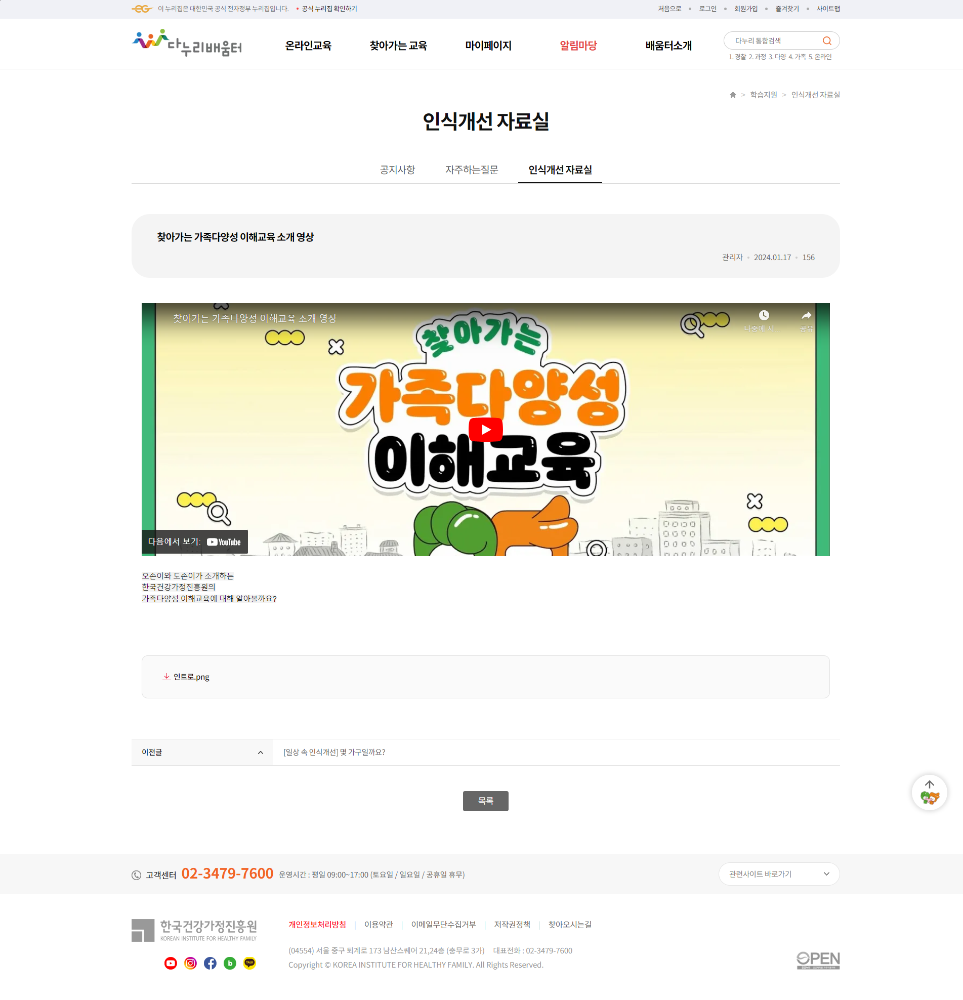 이 누리집은 대한민국 공식 전자정부 누리집입니다. • 공식 누리집 확인하기
처음으로 • 로그인 • 회원가입 • 즐겨찾기 • 사이트맵
다누리배움터
온라인교육 찾아가는 교육 마이페이지 알림마당 배움터소개
다누리 통합검색
1. 경찰 2. 과정 3. 다양 4. 가족 5. 온라인
> 학습지원 > 인식개선 자료실
인식개선 자료실
공지사항 자주하는질문 인식개선 자료실
찾아가는 가족다양성 이해교육 소개 영상
관리자 • 2024.01.17 • 156
찾아가는 가족다양성 이해교육 소개 영상
나중에 시... 공유
찾아가는
가족다양성
이해교육
다음에서 보기: YouTube
오손이와 도손이가 소개하는
한국건강가정진흥원의
가족다양성 이해교육에 대해 알아볼까요?
인트로.png
이전글 [일상 속 인식개선] 몇 가구일까요?
목록
고객센터 02-3479-7600 운영시간 : 평일 09:00~17:00 (토요일 / 일요일 / 공휴일 휴무)
관련사이트 바로가기
한국건강가정진흥원
KOREAN INSTITUTE FOR HEALTHY FAMILY
개인정보처리방침 | 이용약관 | 이메일무단수집거부 | 저작권정책 | 찾아오시는길
(04554) 서울 중구 퇴계로 173 남산스퀘어 21,24층 (충무로 3가) 대표전화 : 02-3479-7600
Copyright © KOREA INSTITUTE FOR HEALTHY FAMILY. All Rights Reserved.
b
TALK
OPEN